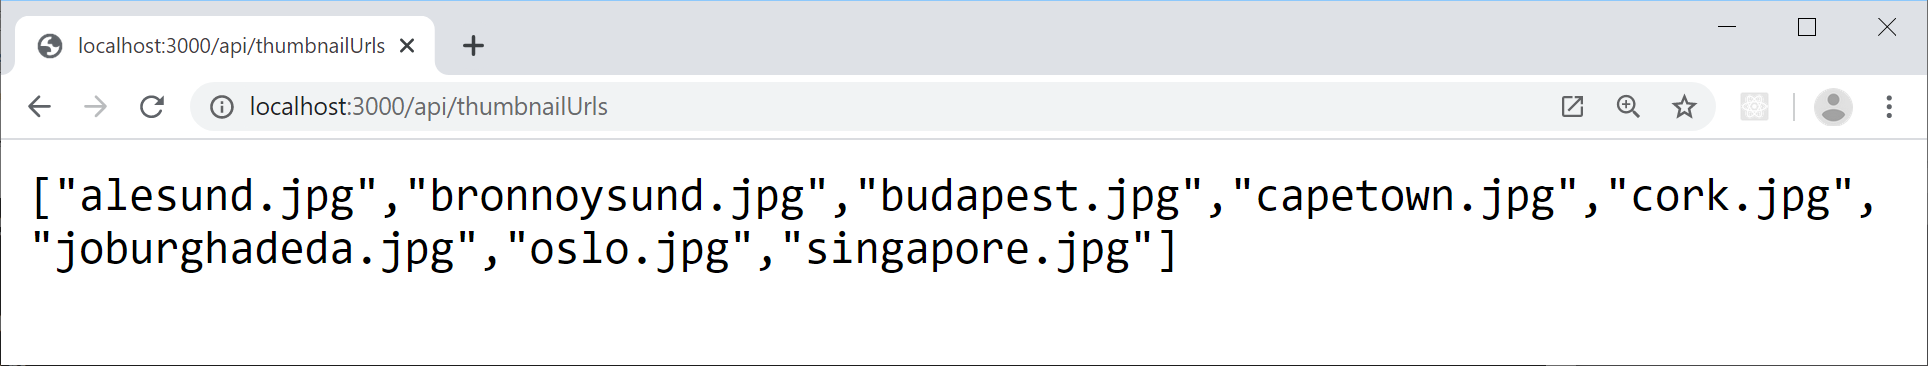 localhost:3000/api/thumbnailUrls
localhost:3000/api/thumbnailUrls
["alesund.jpg","bronnoysund.jpg","budapest.jpg","capetown.jpg","cork.jpg",
"joburghadeda.jpg","oslo.jpg","singapore.jpg"]